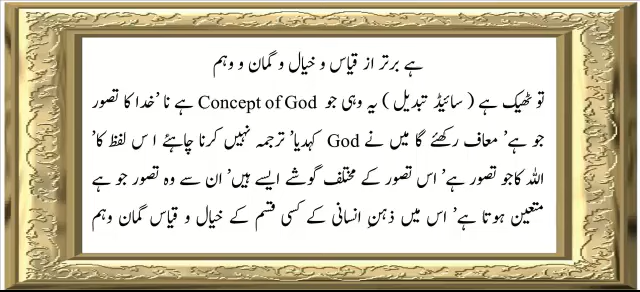 ہے برتر از قیاس و خیال و گمان و وہم
تو ٹھیک ہے ( سائیڈ تبدیل ) یہ وہی جو Concept of God ہے نا ’خدا کا تصور
جو ہے‘ معاف رکھئے گا میں نے God کہدیا‘ ترجمہ نہیں کرنا چاہئے ا س لفظ کا‘
اللہ کاجو تصور ہے‘ اس تصور کے مختلف گوشے ایسے ہیں‘ ان سے وہ تصور جو ہے
متعین ہوتا ہے‘ اس میں ذہنِ انسانی کے کسی قسم کے خیال و قیاس گمان وہم